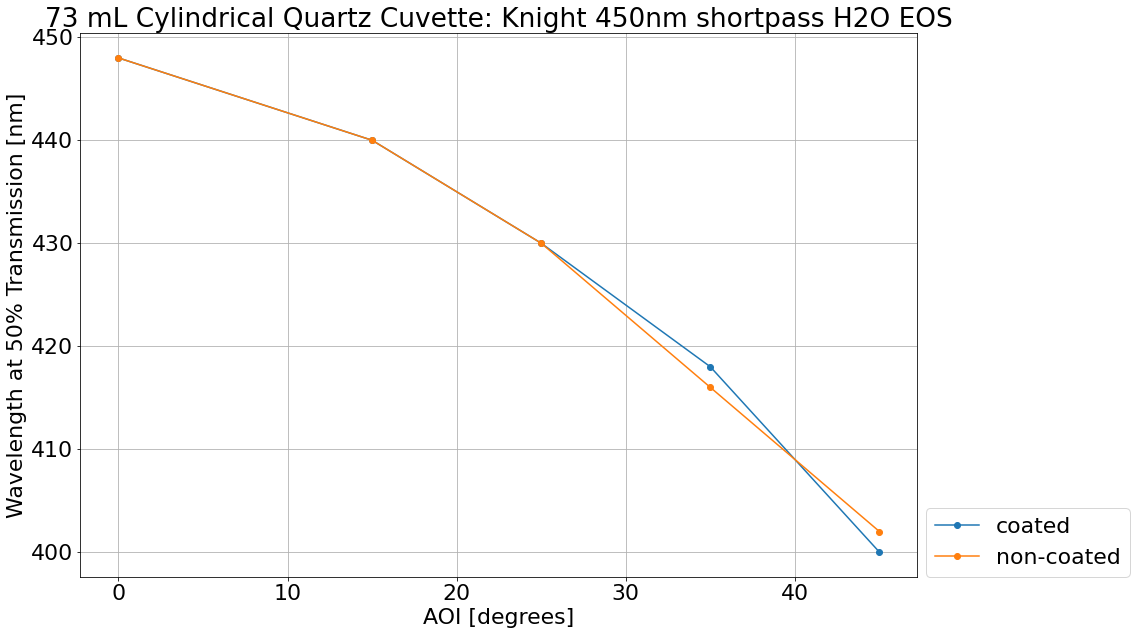 73 mL Cylindrical Quartz Cuvette: Knight 450nm shortpass H2O EOS
Wavelength at 50% Transmission [nm]
450
440
430
420
410
400
0 10 20 30 40
AOI [degrees]
coated
non-coated